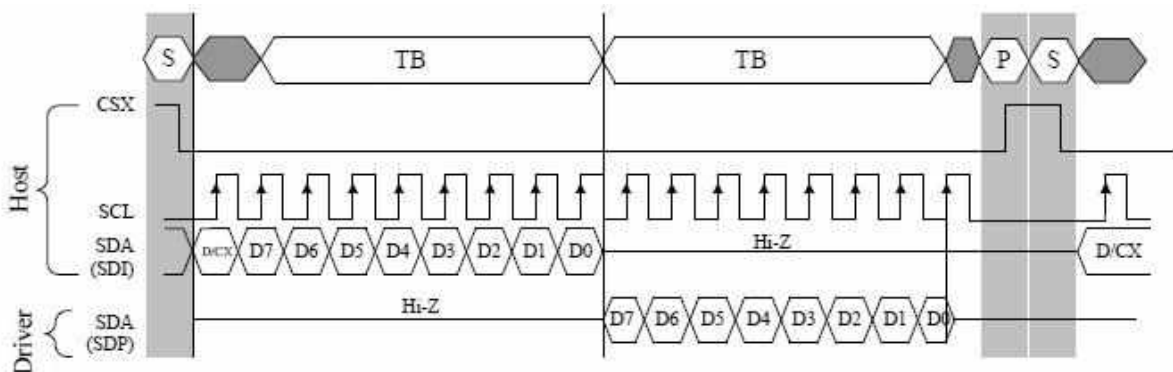 S TB TB P S
CSX
Host
SCL
SDA (SDI) D/CX D7 D6 D5 D4 D3 D2 D1 D0 Hi-Z D/CX
Driver
SDA (SDP) Hi-Z D7 D6 D5 D4 D3 D2 D1 D0